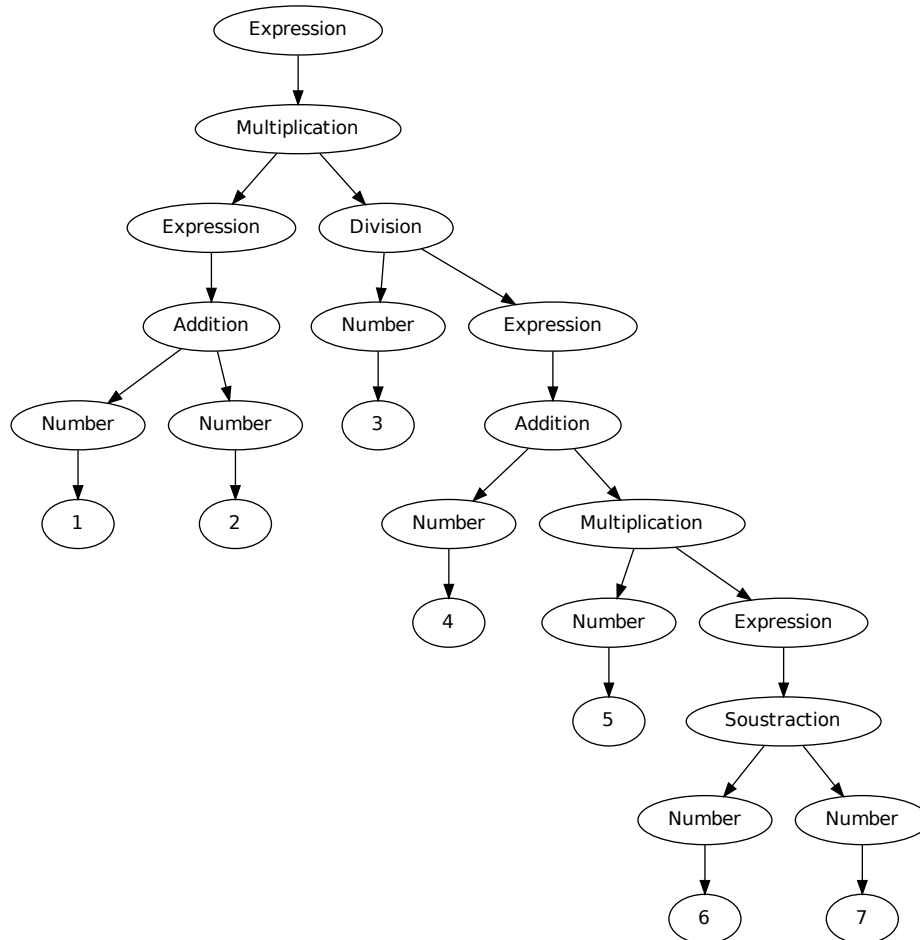 Expression
Multiplication
Expression
Division
Addition
Number
Expression
Number
Number
3
Addition
1
2
Number
Multiplication
4
Number
Expression
5
Soustraction
Number
Number
6
7